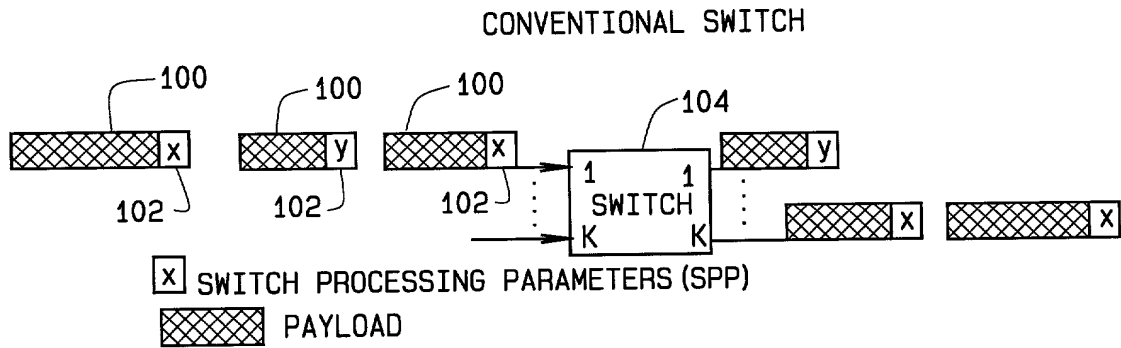 CONVENTIONAL SWITCH
100 100 100 104
x y x 1 1 y
102 102 102 SWITCH
K K x x
x SWITCH PROCESSING PARAMETERS (SPP)
PAYLOAD